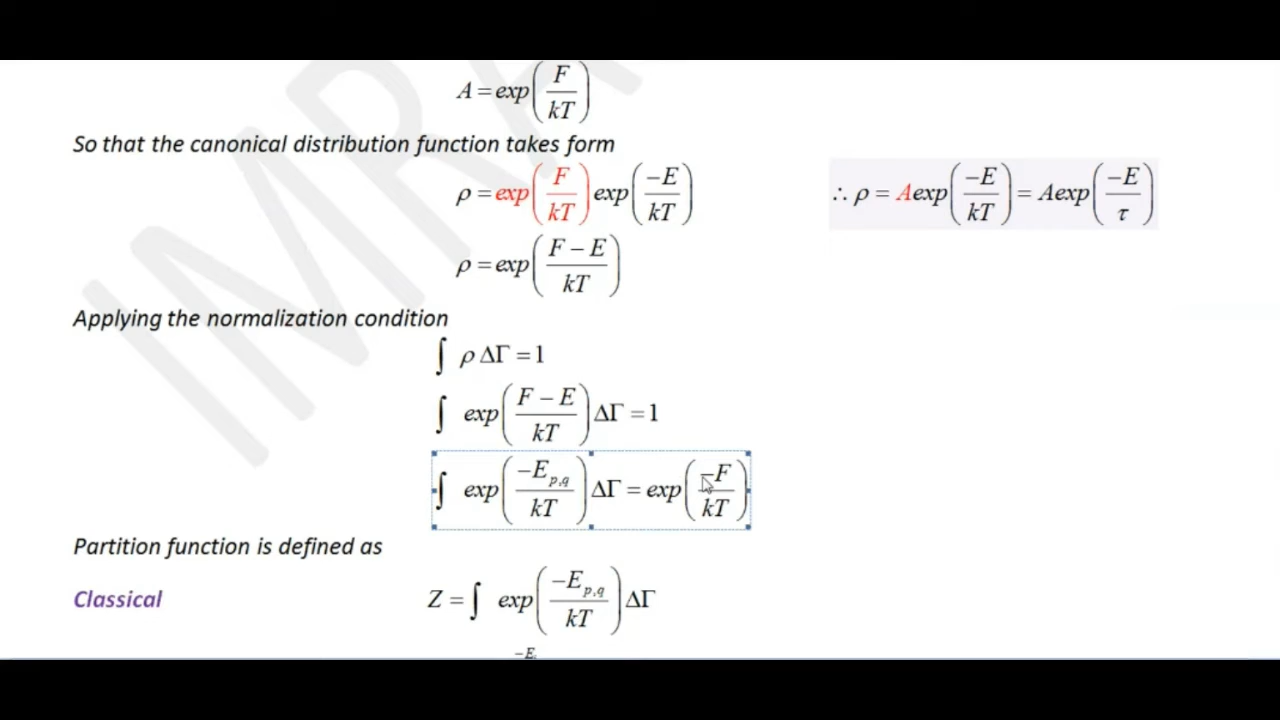 A = exp(F/kT)
So that the canonical distribution function takes form
ρ = exp(F/kT) exp(-E/kT)
∴ ρ = Aexp(-E/kT) = Aexp(-E/τ)
ρ = exp((F - E)/kT)
Applying the normalization condition
∫ ρ ΔΓ = 1
∫ exp((F - E)/kT) ΔΓ = 1
∫ exp(-E_{p,q}/kT) ΔΓ = exp(-F/kT)
Partition function is defined as
Classical Z = ∫ exp(-E_{p,q}/kT) ΔΓ